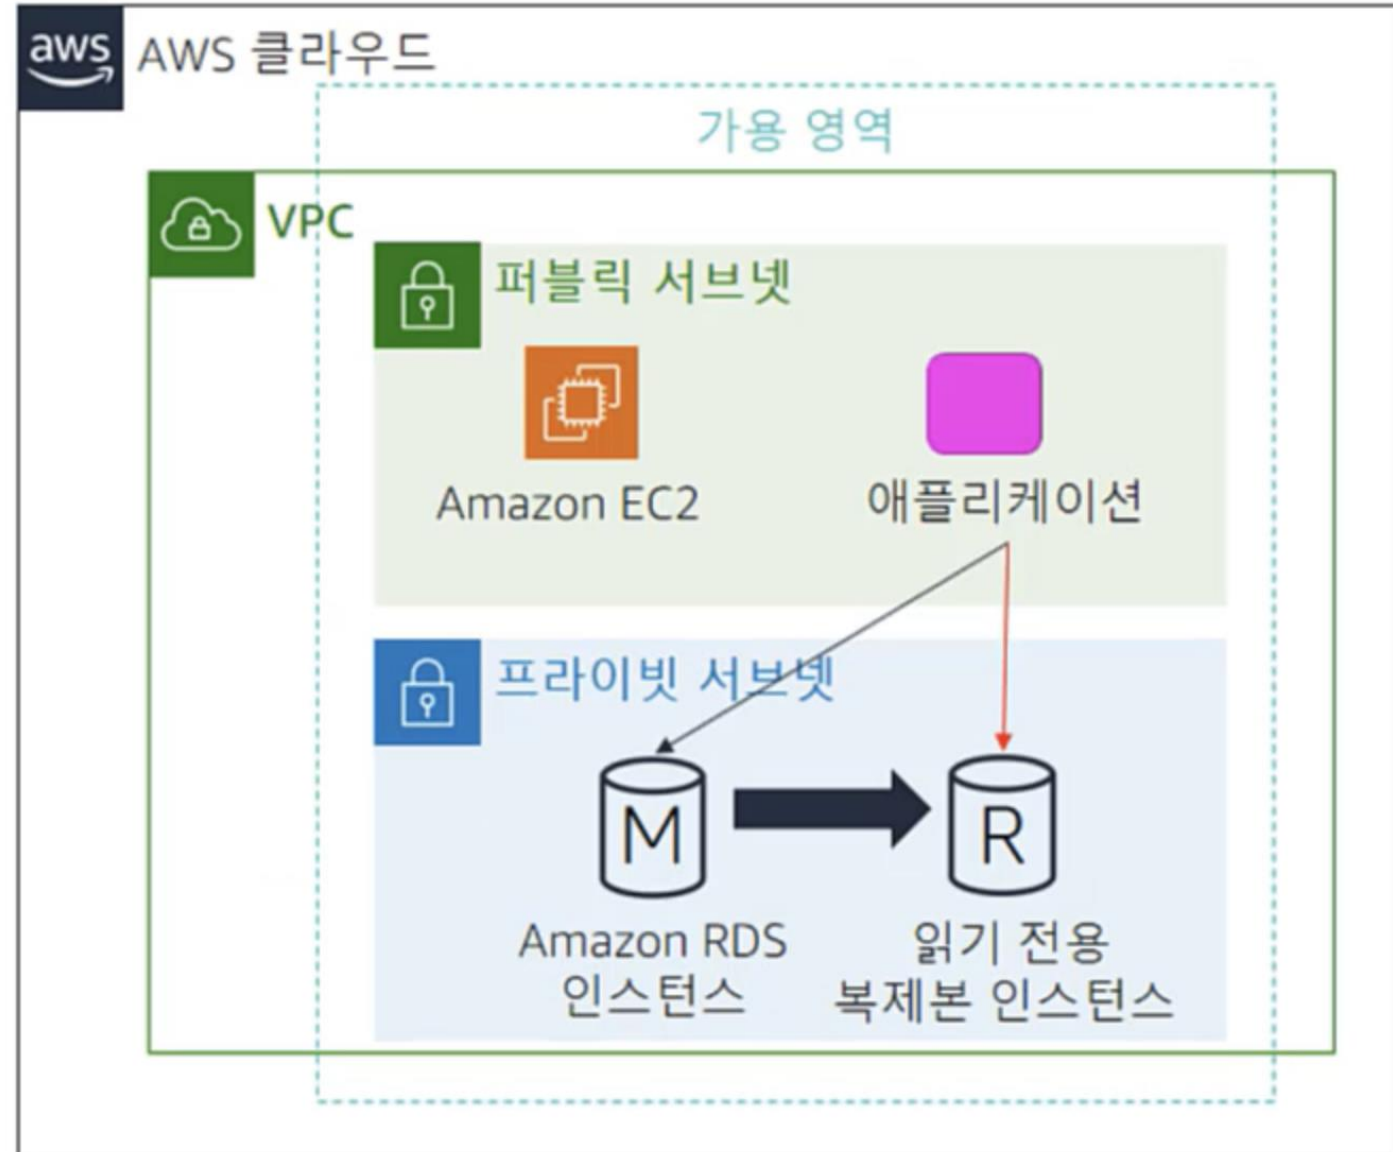 aws
AWS 클라우드
가용 영역
VPC
퍼블릭 서브넷
Amazon EC2
애플리케이션
프라이빗 서브넷
M
R
Amazon RDS
인스턴스
읽기 전용
복제본 인스턴스